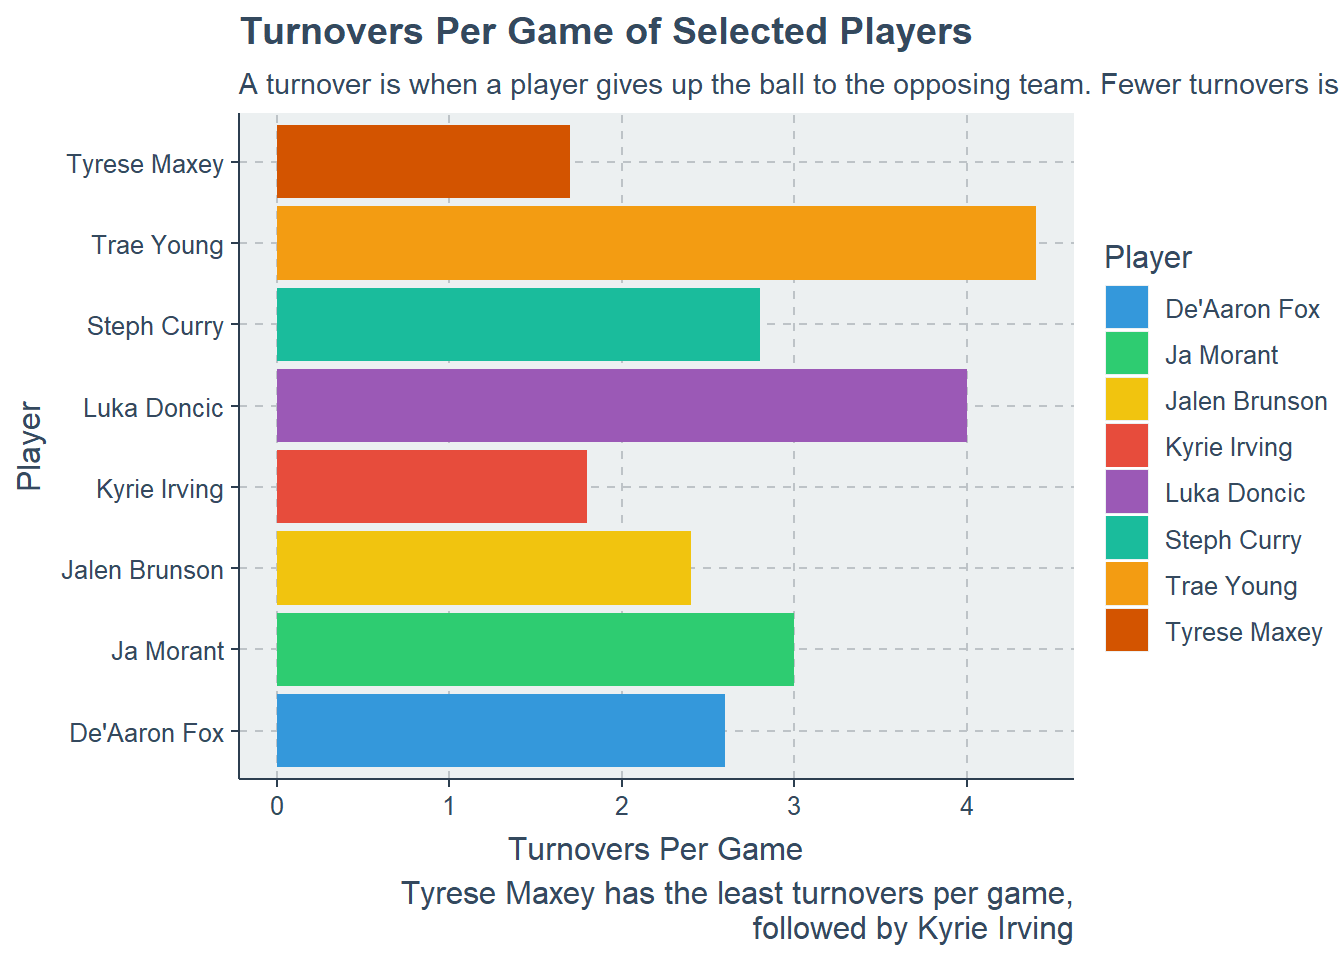 Turnovers Per Game of Selected Players
A turnover is when a player gives up the ball to the opposing team. Fewer turnovers is
Tyrese Maxey
Trae Young
Steph Curry
Luka Doncic
Kyrie Irving
Jalen Brunson
Ja Morant
De'Aaron Fox
Player
0 1 2 3 4
Turnovers Per Game
Tyrese Maxey has the least turnovers per game,
followed by Kyrie Irving
Player
De'Aaron Fox
Ja Morant
Jalen Brunson
Kyrie Irving
Luka Doncic
Steph Curry
Trae Young
Tyrese Maxey